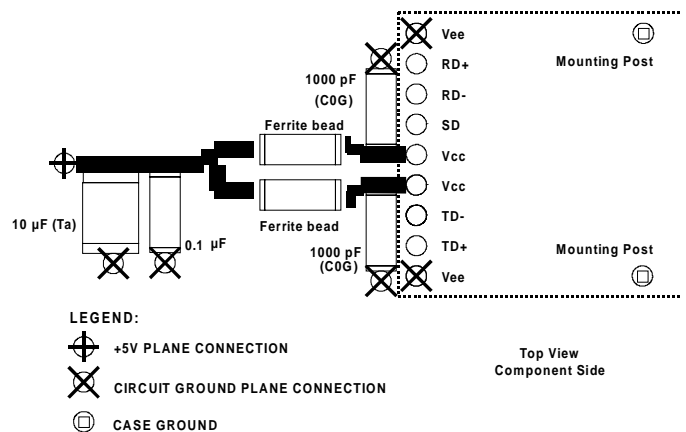 Vee
RD+
RD-
SD
Vcc
Vcc
TD-
TD+
Vee
Mounting Post
Mounting Post
1000 pF
(C0G)
Ferrite bead
Ferrite bead
10 µF (Ta)
0.1 µF
1000 pF
(C0G)
LEGEND:
+5V PLANE CONNECTION
CIRCUIT GROUND PLANE CONNECTION
CASE GROUND
Top View
Component Side